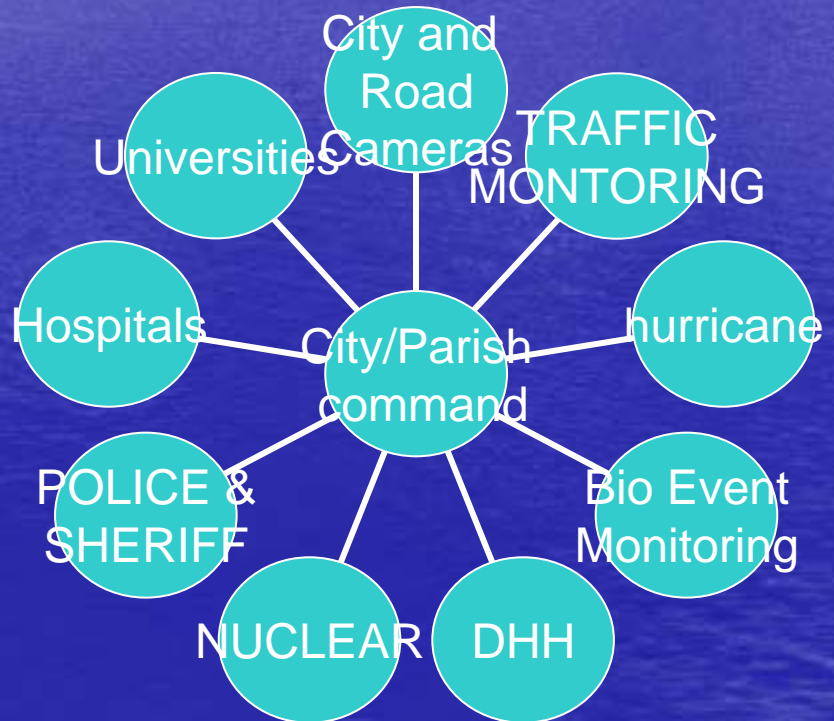 City and
Road
Cameras
TRAFFIC
MONTORING
Universities
hurricane
Hospitals
City/Parish
command
Bio Event
Monitoring
POLICE &
SHERIFF
NUCLEAR
DHH